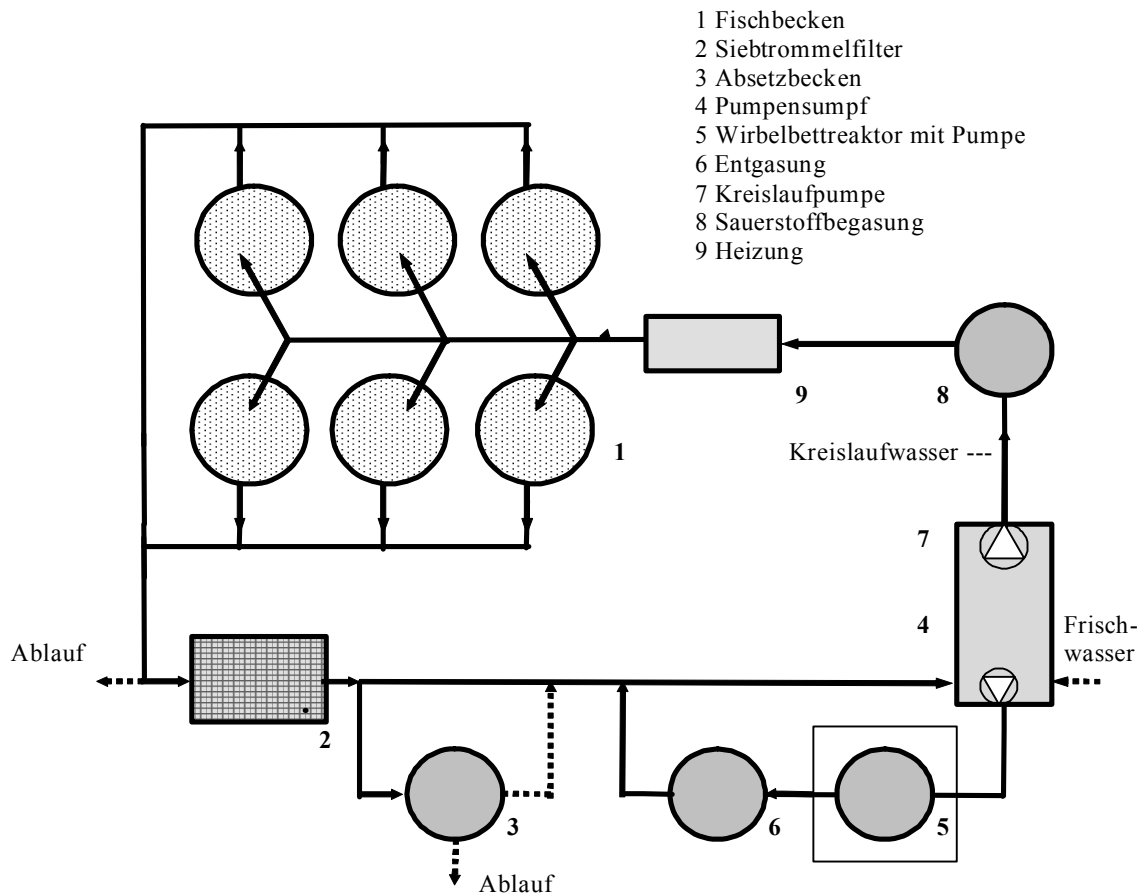 1 Fischbecken
2 Siebtrommelfilter
3 Absetzbecken
4 Pumpensumpf
5 Wirbelbettreaktor mit Pumpe
6 Entgasung
7 Kreislaufpumpe
8 Sauerstoffbegasung
9 Heizung
9
8
1
Kreislaufwasser ---
7
4
Frisch-
wasser
Ablauf
2
3
6
5
Ablauf